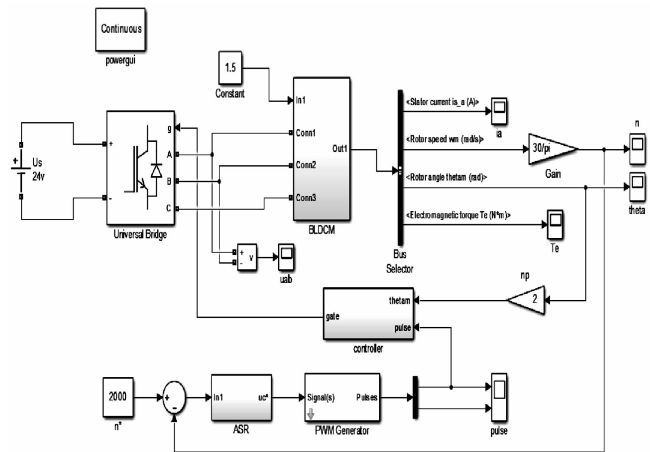 Continuous
powergui
1.5
Constant
In1
Conn1
Conn2
Conn3
Out1
BLDCM
Us
24v
+
-
g
A
B
C
+
-
Universal Bridge
+
-
v
uab
<Stator current is_a (A)>
ia
<Rotor speed wm (rad/s)>
30/pi
Gain
n
<Rotor angle thetam (rad)>
theta
<Electromagnetic torque Te (N*m)>
Te
Bus
Selector
np
2
gate
thetam
pulse
controller
2000
n*
-
In1
uc*
ASR
Signal(s)
Pulses
PWM Generator
pulse